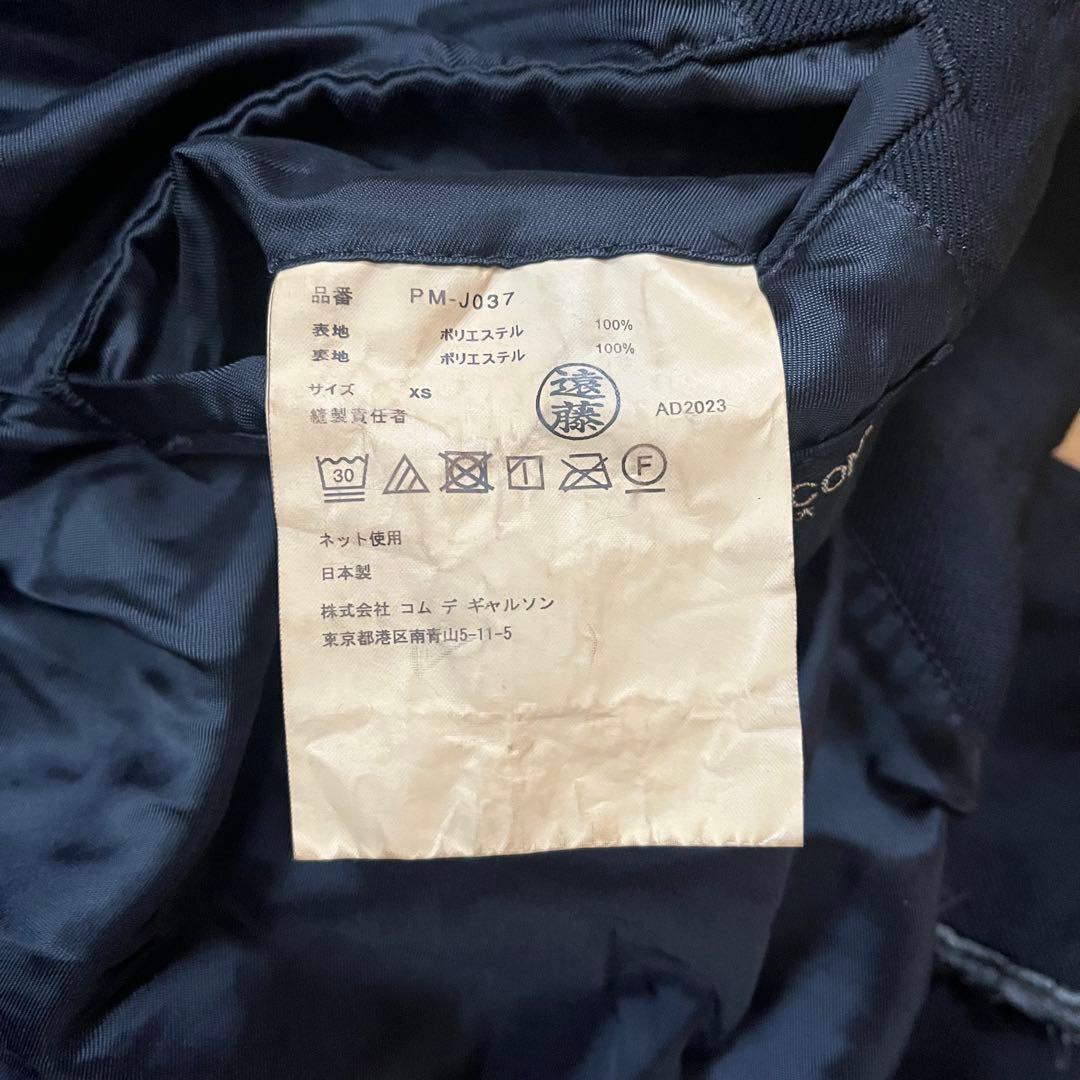 品番 PM-J037
表地 ポリエステル 100%
裏地 ポリエステル 100%
サイズ XS
縫製責任者 遠藤 AD2023
30 F
ネット使用
日本製
株式会社 コム デ ギャルソン
東京都港区南青山5-11-5
COM